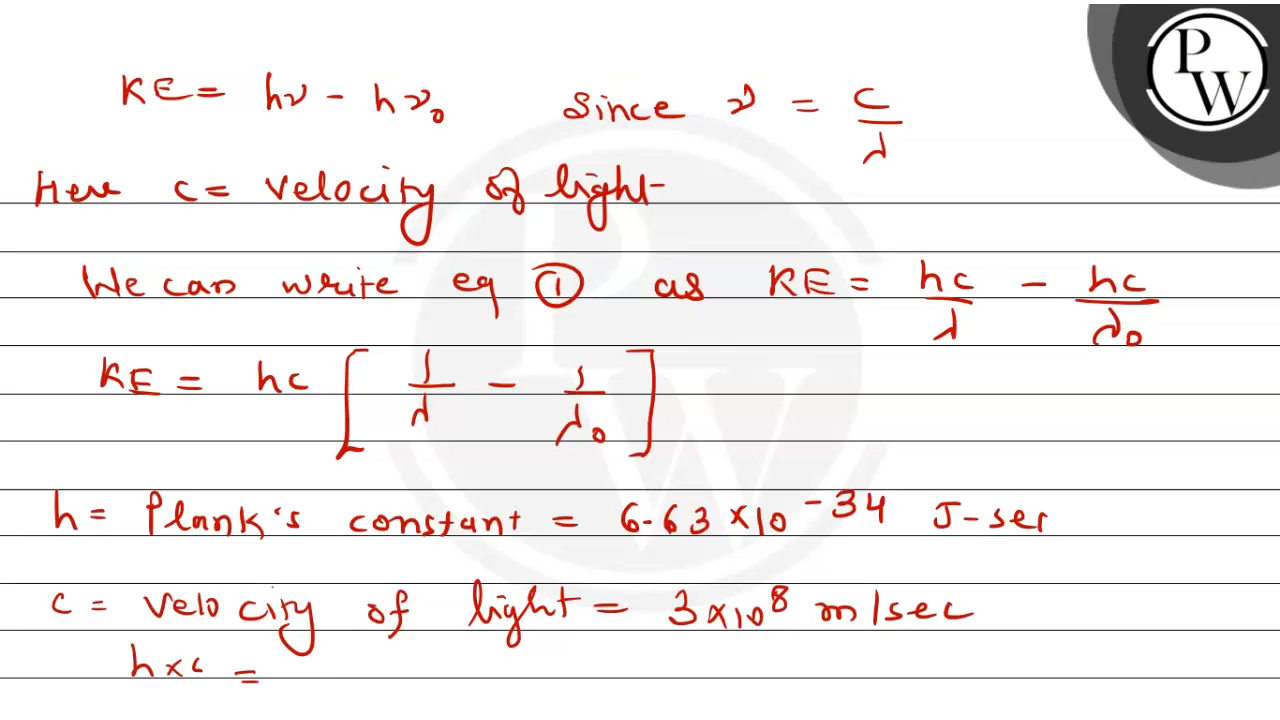 PW
KE = hν - hν₀ Since ν = c/λ
Here c = velocity of light
We can write eq ① as KE = hc/λ - hc/λ₀
KE = hc [ 1/λ - 1/λ₀ ]
h = Plank's constant = 6.63 × 10⁻³⁴ J-sec
c = velocity of light = 3 × 10⁸ m/sec
h × c =